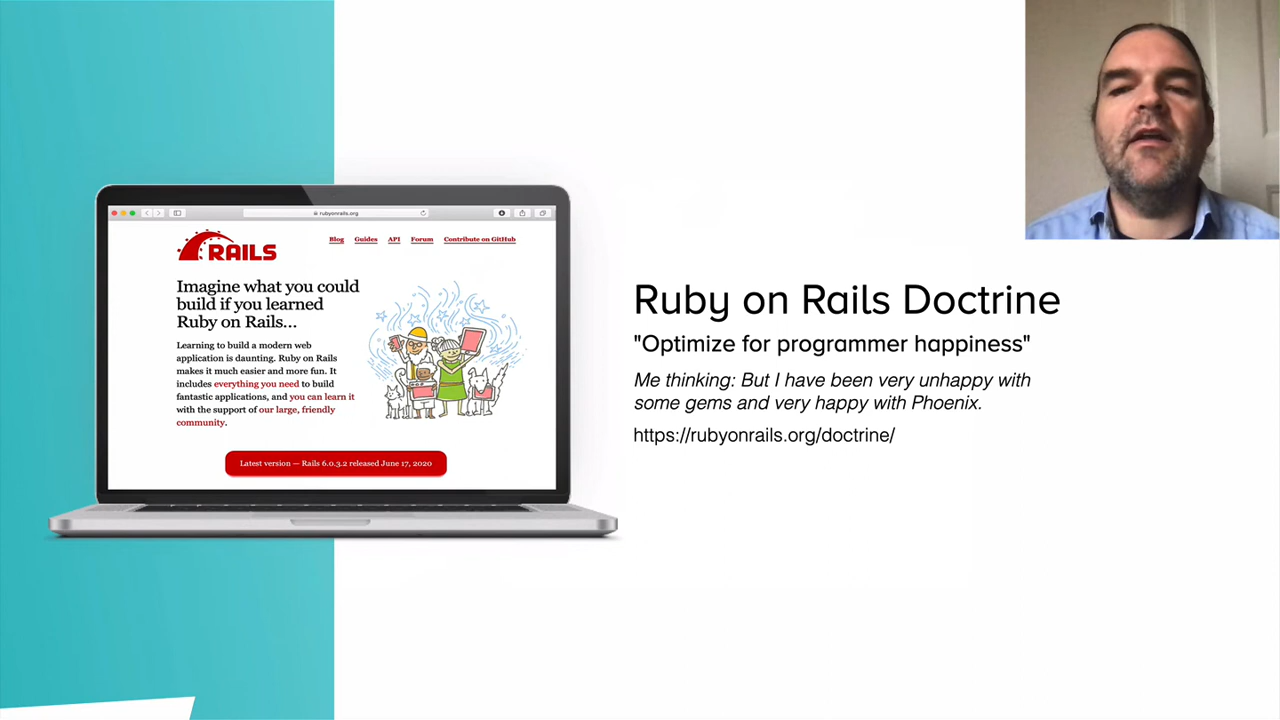 rubyonrails.org
RAILS
Blog Guides API Forum Contribute on GitHub
Imagine what you could
build if you learned
Ruby on Rails...
Learning to build a modern web
application is daunting. Ruby on Rails
makes it much easier and more fun. It
includes everything you need to build
fantastic applications, and you can learn it
with the support of our large, friendly
community.
Latest version — Rails 6.0.3.2 released June 17, 2020
Ruby on Rails Doctrine
"Optimize for programmer happiness"
Me thinking: But I have been very unhappy with
some gems and very happy with Phoenix.
https://rubyonrails.org/doctrine/